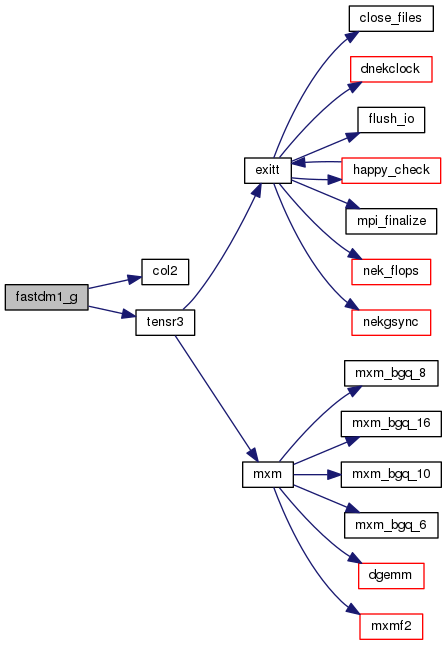 close_files
dnekclock
flush_io
exitt
happy_check
mpi_finalize
col2
nek_flops
fastdm1_g
tensr3
nekgsync
mxm_bgq_8
mxm_bgq_16
mxm
mxm_bgq_10
mxm_bgq_6
dgemm
mxmf2